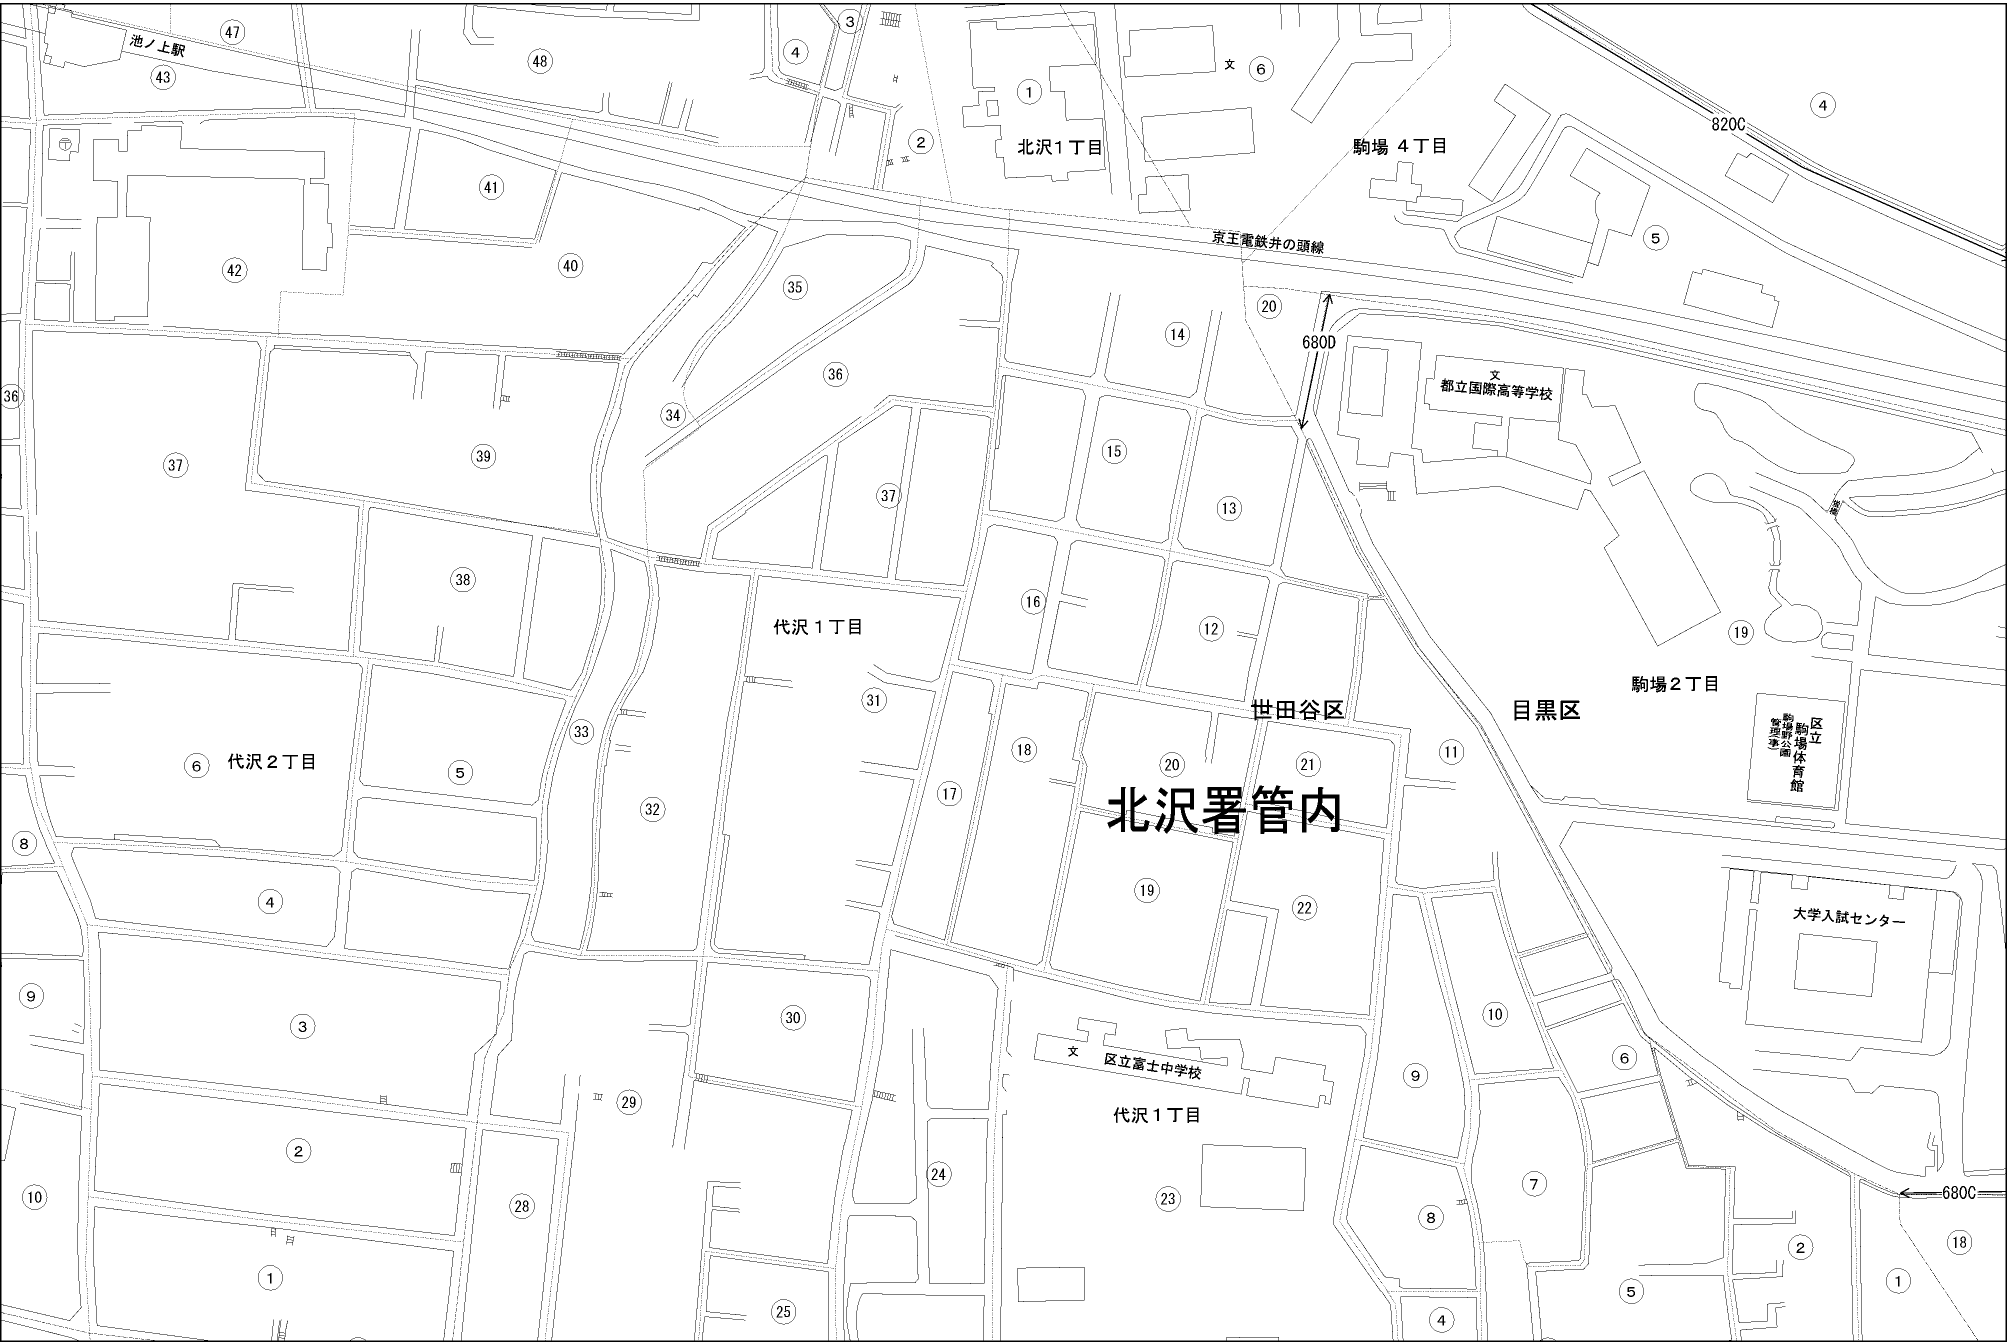 47
3
池ノ上駅
4
48
43
6
文
1
4
820C
2
北沢1丁目
駒場 4丁目
41
京王電鉄井の頭線
5
42
40
35
20
14
680D
36
36
文
都立国際高等学校
34
15
39
37
37
13
38
16
代沢1丁目
12
19
駒場2丁目
31
世田谷区
目黒区
33
区立
駒場体育館
駒場野公園
管理事)
18
11
代沢2丁目
6
5
20
21
17
32
北沢署管内
8
19
4
22
大学入試センター
9
3
30
10
6
文
区立富士中学校
9
29
代沢1丁目
2
24
7
10
23
28
8
680C
18
2
1
1
5
25
4